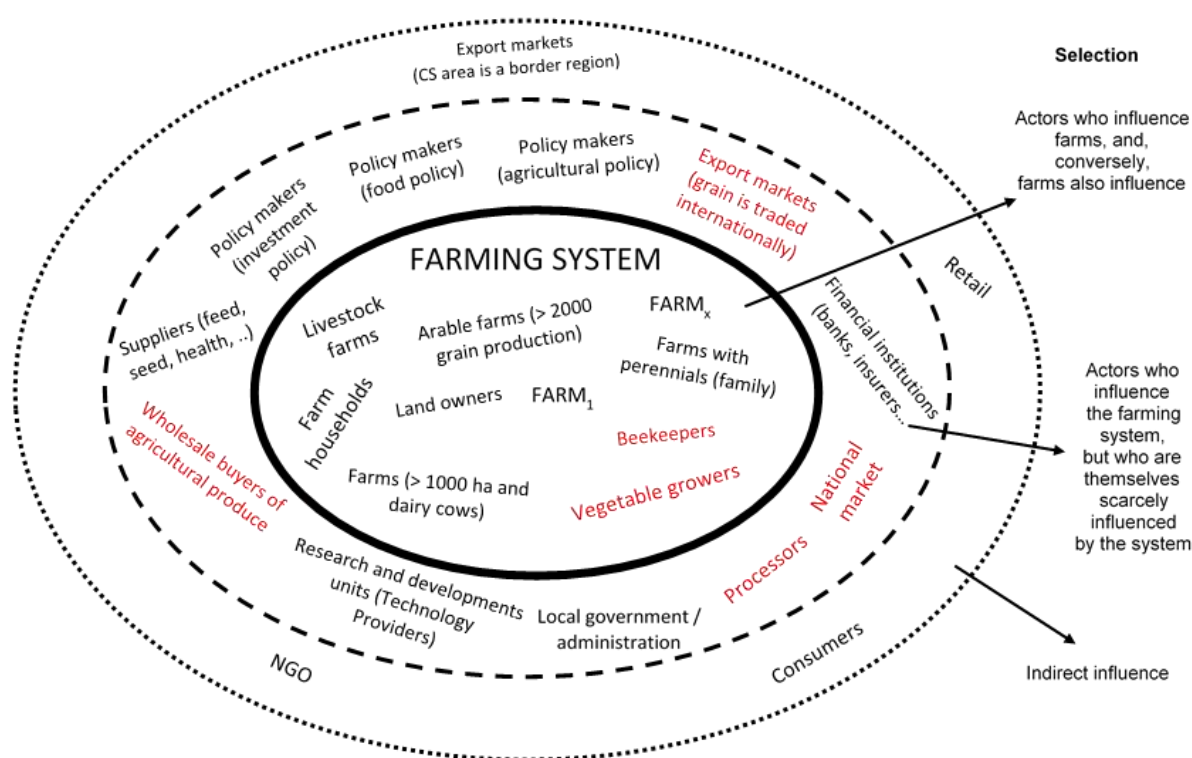 Export markets
(CS area is a border region)
Selection
Actors who influence
farms, and,
conversely,
farms also influence
Policy makers
(food policy)
Policy makers
(agricultural policy)
Export markets
(grain is traded
internationally)
Policy makers
(investment
policy)
Retail
FARMING SYSTEM
Suppliers (feed,
seed, health, ..)
Livestock
farms
Arable farms (> 2000
grain production)
FARMx
Financial institutions
(banks, insurers...
Farms with
perennials (family)
Farm
households
Land owners
FARM1
Actors who
influence
the farming
system,
but who are
themselves
scarcely
influenced
by the system
Wholesale buyers of
agricultural produce
Beekeepers
Farms (> 1000 ha and
dairy cows)
Vegetable growers
National
market
Processors
Research and developments
units (Technology
Providers)
Local government /
administration
NGO
Consumers
Indirect influence